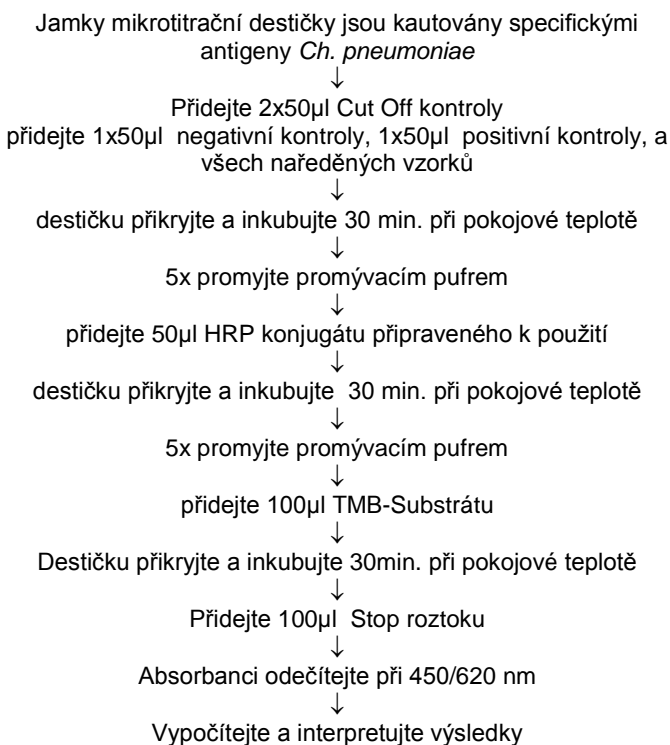 Jamky mikrotitrační destičky jsou kautovány specifickými
antigeny Ch. pneumoniae
↓
Přidejte 2x50µl Cut Off kontroly
přidejte 1x50µl  negativní kontroly, 1x50µl  positivní kontroly, a
všech naředěných vzorků
↓
destičku přikryjte a inkubujte 30 min. při pokojové teplotě
↓
5x promyjte promývacím pufrem
↓
přidejte 50µl HRP konjugátu připraveného k použití
↓
destičku přikryjte a inkubujte  30 min. při pokojové teplotě
↓
5x promyjte promývacím pufrem
↓
přidejte 100µl TMB-Substrátu
↓
Destičku přikryjte a inkubujte 30min. při pokojové teplotě
↓
Přidejte 100µl  Stop roztoku
↓
Absorbanci odečítejte při 450/620 nm
↓
Vypočítejte a interpretujte výsledky